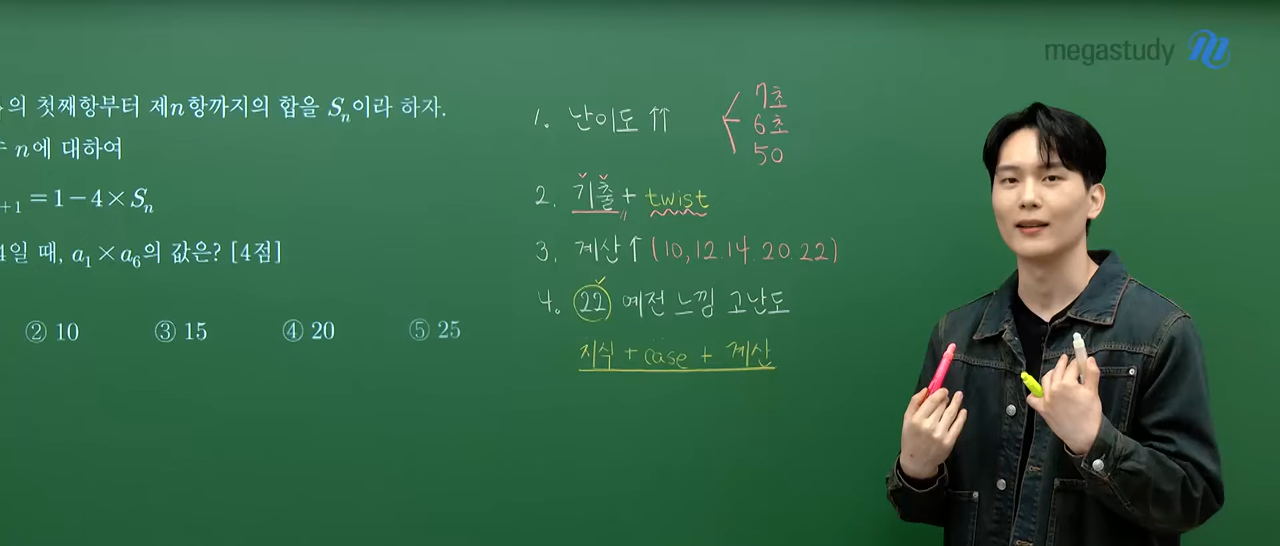 megastudy
의 첫째항부터 제n항까지의 합을 Sₙ이라 하자.
n에 대하여
₊₁ = 1 − 4 × Sₙ
일 때, a₁ × a₆의 값은? [4점]
② 10 ③ 15 ④ 20 ⑤ 25
1. 난이도 ↑↑
7초
6초
50
2. 기출 + twist
3. 계산↑ (10, 12. 14. 20. 22)
4. 22 예전 느낌 고난도
지식 + case + 계산